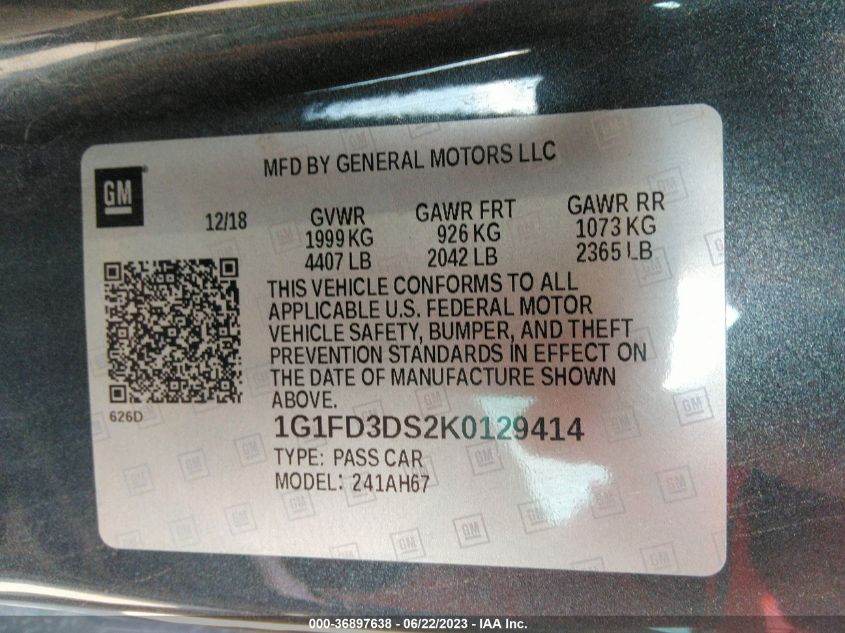 MFD BY GENERAL MOTORS LLC
GM
12/18
GVWR
1999 KG
4407 LB
GAWR FRT
926 KG
2042 LB
GAWR RR
1073 KG
2365 LB
THIS VEHICLE CONFORMS TO ALL
APPLICABLE U.S. FEDERAL MOTOR
VEHICLE SAFETY, BUMPER, AND THEFT
PREVENTION STANDARDS IN EFFECT ON
THE DATE OF MANUFACTURE SHOWN
ABOVE.
626D
1G1FD3DS2K0129414
TYPE: PASS CAR
MODEL: 241AH67
000-36897638 - 06/22/2023 - IAA Inc.